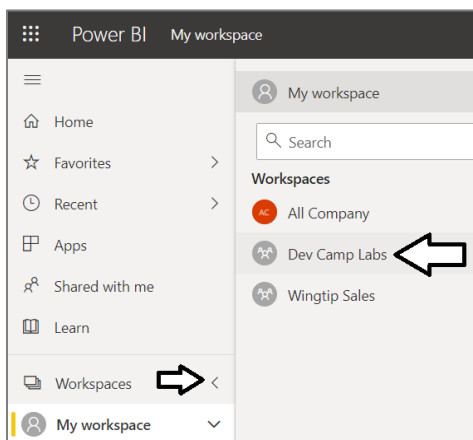 Power BI My workspace
Home
Favorites
Recent
Apps
Shared with me
Learn
Workspaces
My workspace
My workspace
Search
Workspaces
AC All Company
Dev Camp Labs
Wingtip Sales